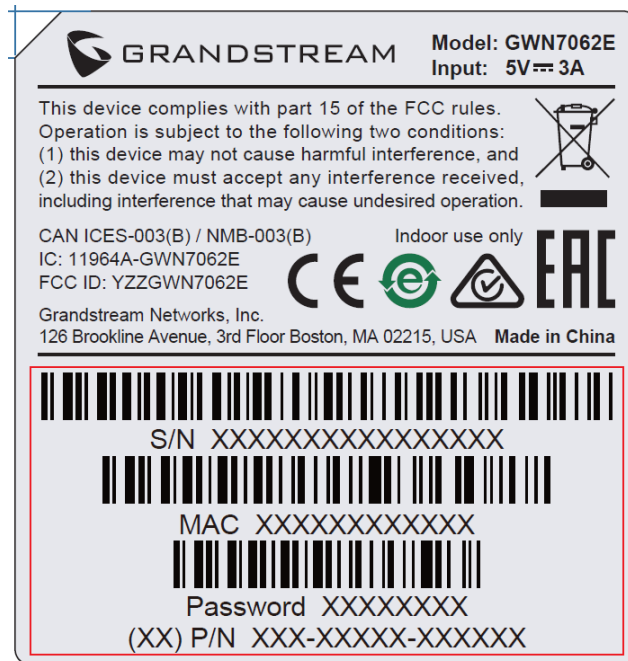 GRANDSTREAM
Model: GWN7062E
Input: 5V⎓3A
This device complies with part 15 of the FCC rules.
Operation is subject to the following two conditions:
(1) this device may not cause harmful interference, and
(2) this device must accept any interference received,
including interference that may cause undesired operation.
CAN ICES-003(B) / NMB-003(B)
Indoor use only
IC: 11964A-GWN7062E
FCC ID: YZZGWN7062E
CE
e
EAC
Grandstream Networks, Inc.
126 Brookline Avenue, 3rd Floor Boston, MA 02215, USA Made in China
S/N XXXXXXXXXXXXXXXX
MAC XXXXXXXXXXXX
Password XXXXXXXX
(XX) P/N XXX-XXXXX-XXXXXX